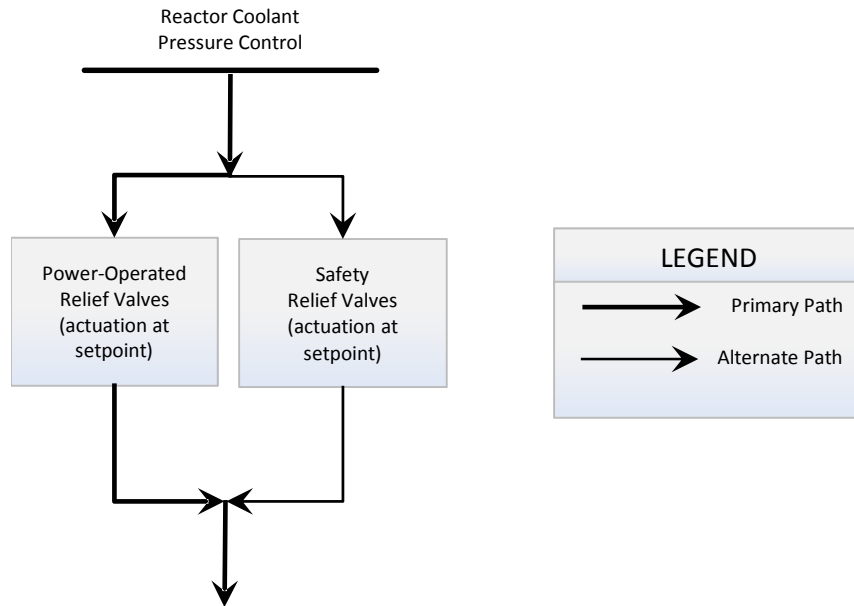 Reactor Coolant
Pressure Control
Power-Operated
Relief Valves
(actuation at
setpoint)
Safety
Relief Valves
(actuation at
setpoint)
LEGEND
Primary Path
Alternate Path